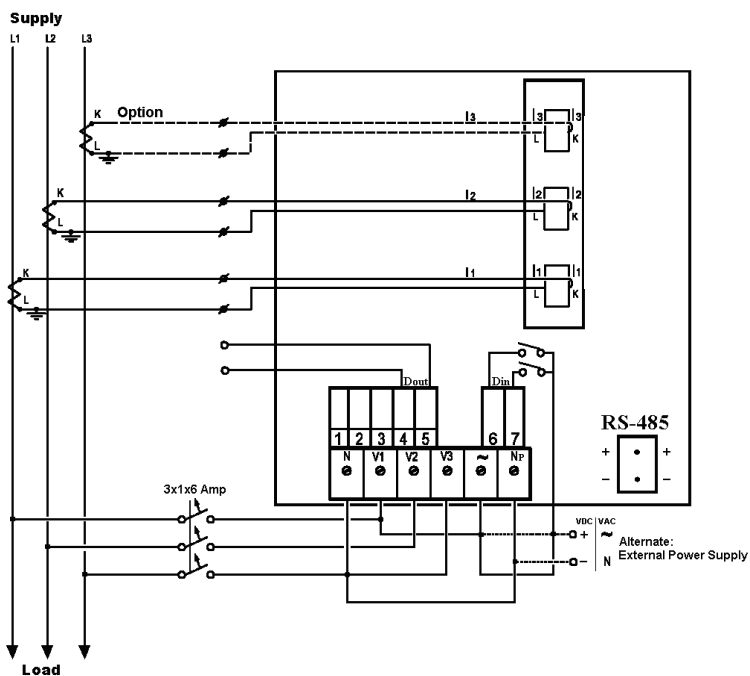 Supply
L1 L2 L3
K Option I3 I3 I3
L L K
K I2 I2 I2
L L K
K I1 I1 I1
L L K
Dout Din
RS-485
1 2 3 4 5 6 7
N V1 V2 V3 ~ NP
+ +
− −
3x1x6 Amp
VDC VAC
+ ~ Alternate:
− N External Power Supply
Load